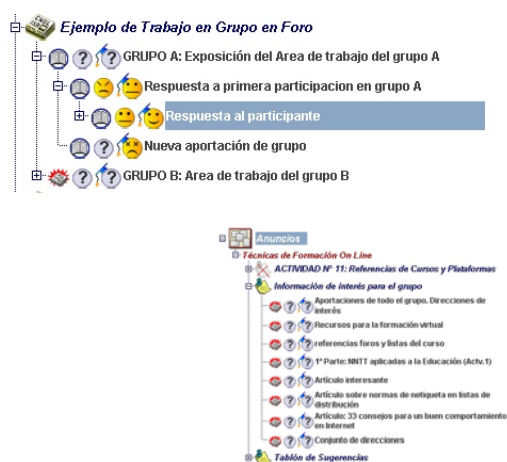 Ejemplo de Trabajo en Grupo en Foro
GRUPO A: Exposición del Area de trabajo del grupo A
Respuesta a primera participacion en grupo A
Respuesta al participante
Nueva aportación de grupo
GRUPO B: Area de trabajo del grupo B
Anuncios
Técnicas de Formación On Line
ACTIVIDAD Nº 11: Referencias de Cursos y Plataformas
Información de interés para el grupo
Aportaciones de todo el grupo. Direcciones de
interés
Recursos para la formación virtual
referencias foros y listas del curso
1ª Parte: NNTT aplicadas a la Educación (Actv.1)
Artículo interesante
Artículo sobre normas de netiqueta en listas de
distribución
Artículo: 33 consejos para un buen comportamiento
en Internet
Conjunto de direcciones
Tablón de Sugerencias